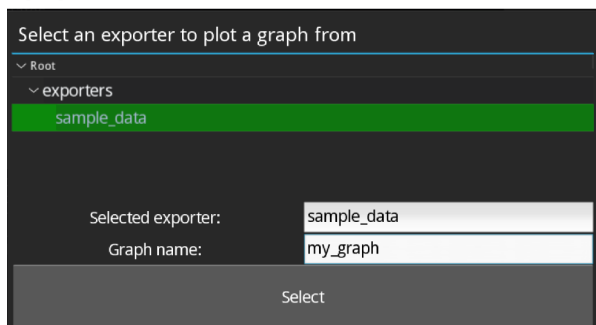 Select an exporter to plot a graph from
Root
exporters
sample_data
Selected exporter: sample_data
Graph name: my_graph
Select